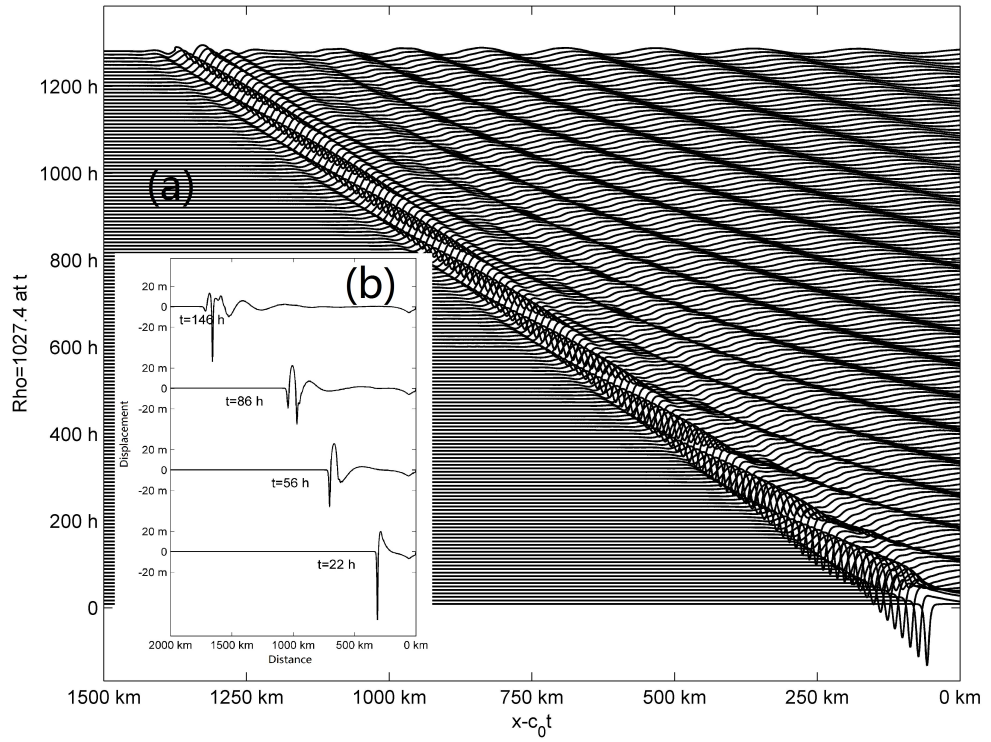 1200 h
1000 h
(a)
800 h
600 h
400 h
200 h
0
Rho=1027.4 at t
1500 km 1250 km 1000 km 750 km 500 km 250 km 0 km
x-c0t
(b)
20 m
0
-20 m
t=146 h
20 m
0
-20 m
t=86 h
20 m
0
-20 m
t=56 h
20 m
0
-20 m
t=22 h
Displacement
2000 km 1500 km 1000 km 500 km 0 km
Distance